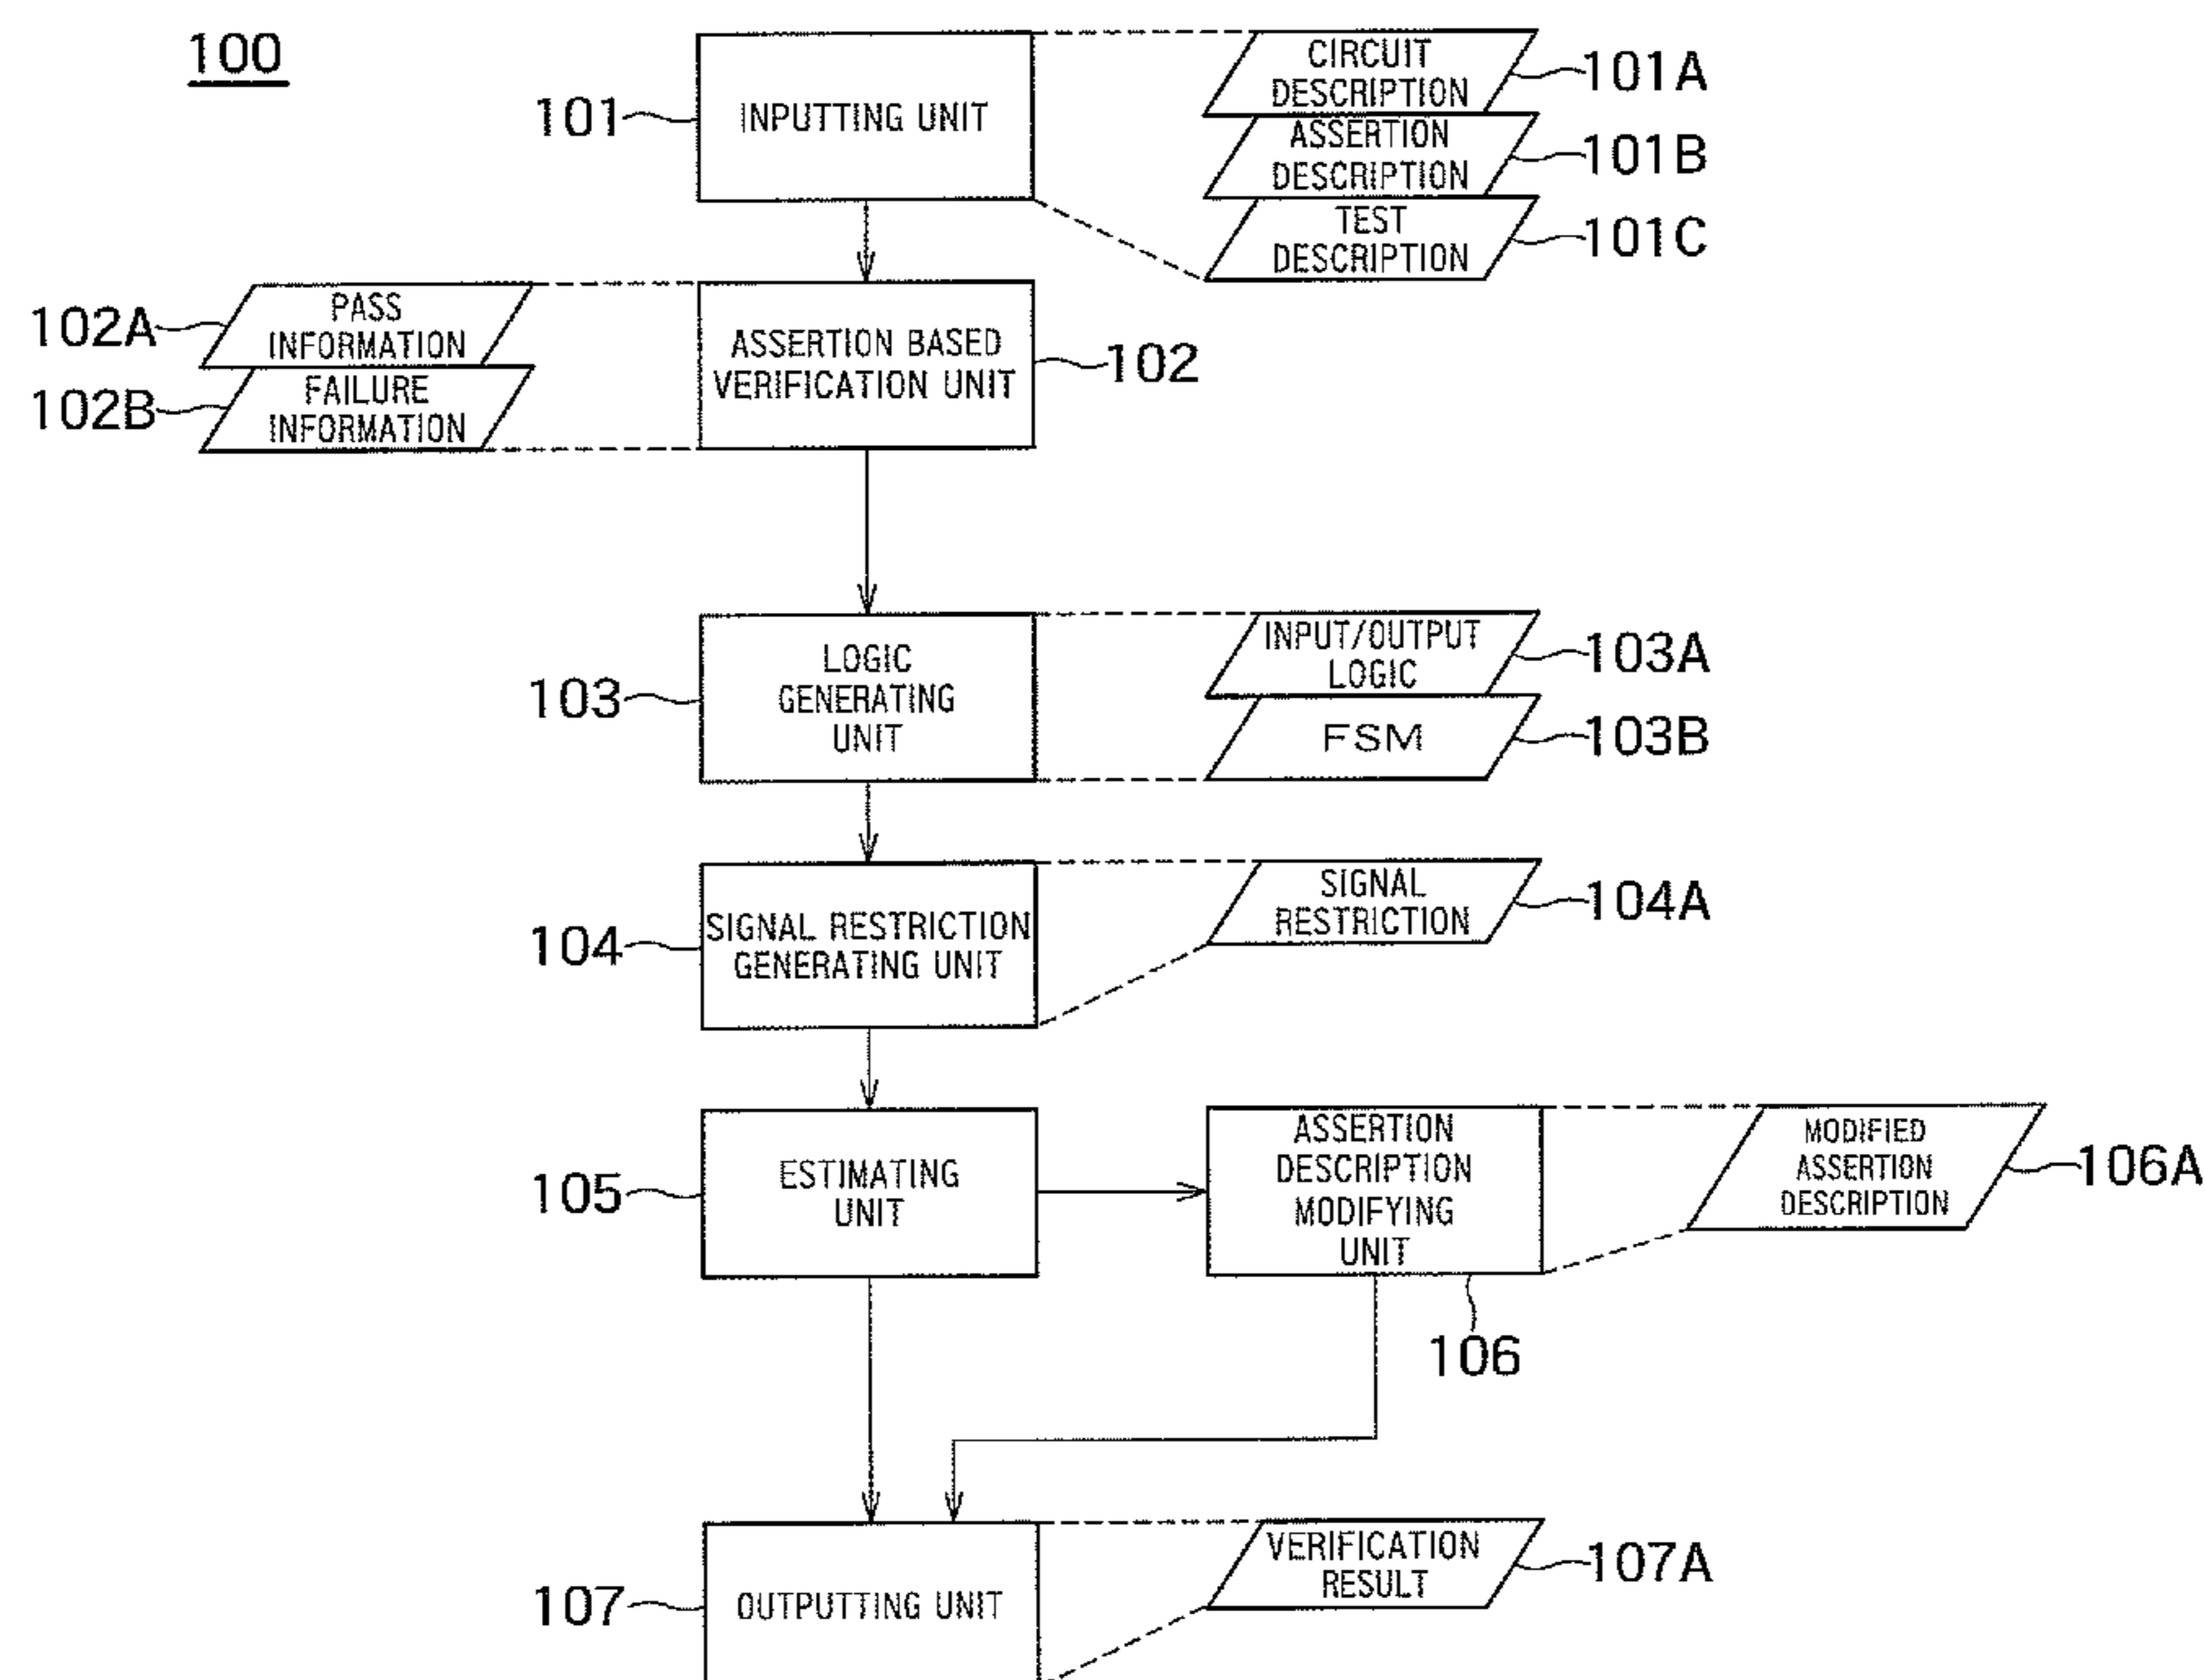 100
101
INPUTTING UNIT
CIRCUIT
DESCRIPTION
101A
ASSERTION
DESCRIPTION
101B
TEST
DESCRIPTION
101C
102A
PASS
INFORMATION
102B
FAILURE
INFORMATION
ASSERTION BASED
VERIFICATION UNIT
102
103
LOGIC
GENERATING
UNIT
INPUT/OUTPUT
LOGIC
103A
FSM
103B
104
SIGNAL RESTRICTION
GENERATING UNIT
SIGNAL
RESTRICTION
104A
105
ESTIMATING
UNIT
ASSERTION
DESCRIPTION
MODIFYING
UNIT
106
MODIFIED
ASSERTION
DESCRIPTION
106A
107
OUTPUTTING UNIT
VERIFICATION
RESULT
107A